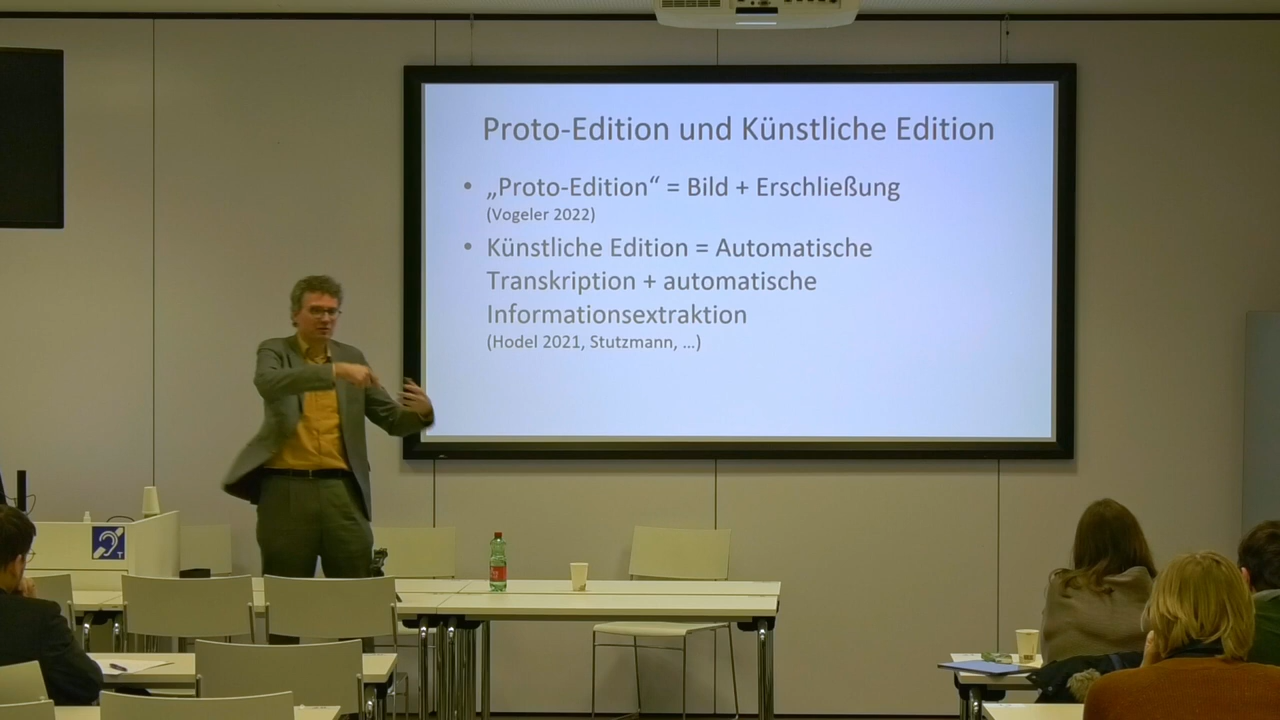 Proto-Edition und Künstliche Edition
• „Proto-Edition“ = Bild + Erschließung
(Vogeler 2022)
• Künstliche Edition = Automatische
Transkription + automatische
Informationsextraktion
(Hodel 2021, Stutzmann, ...)
T